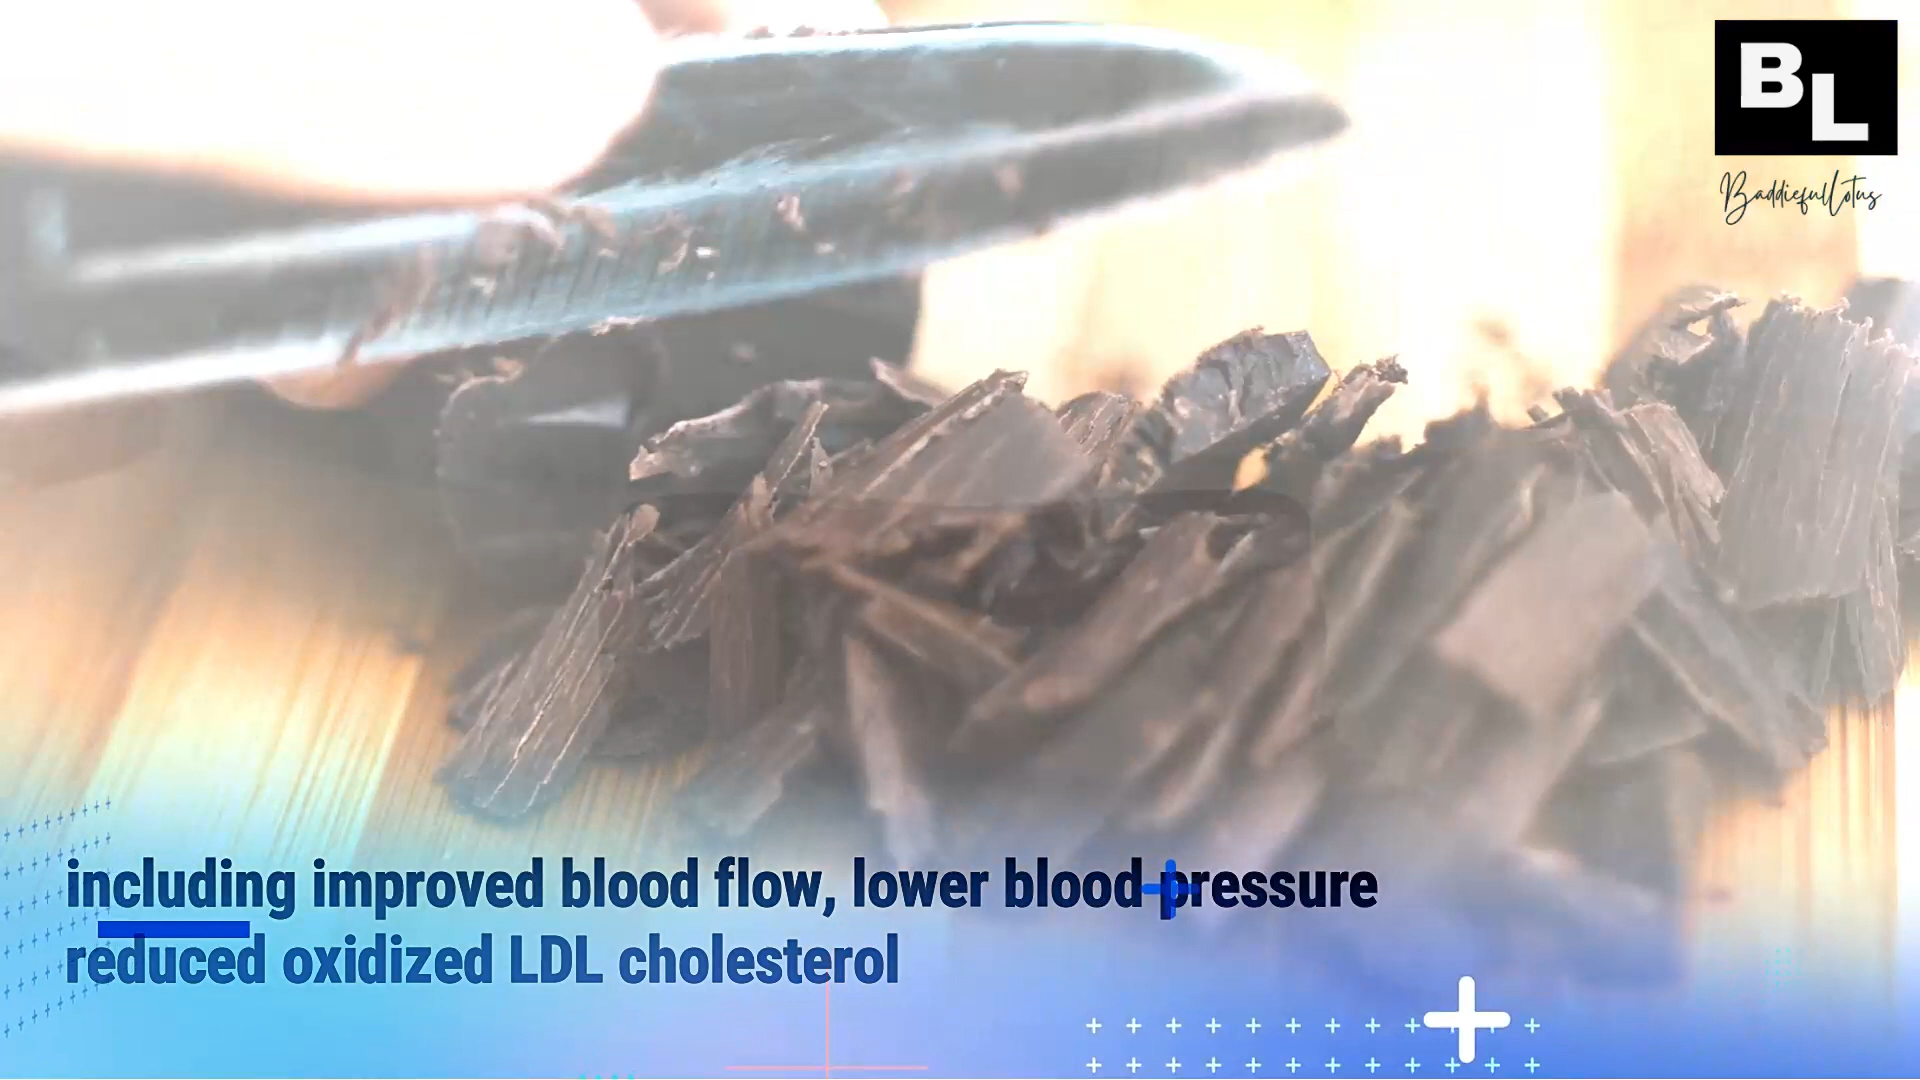 BL
BaddiefulLotus
including improved blood flow, lower blood pressure
reduced oxidized LDL cholesterol